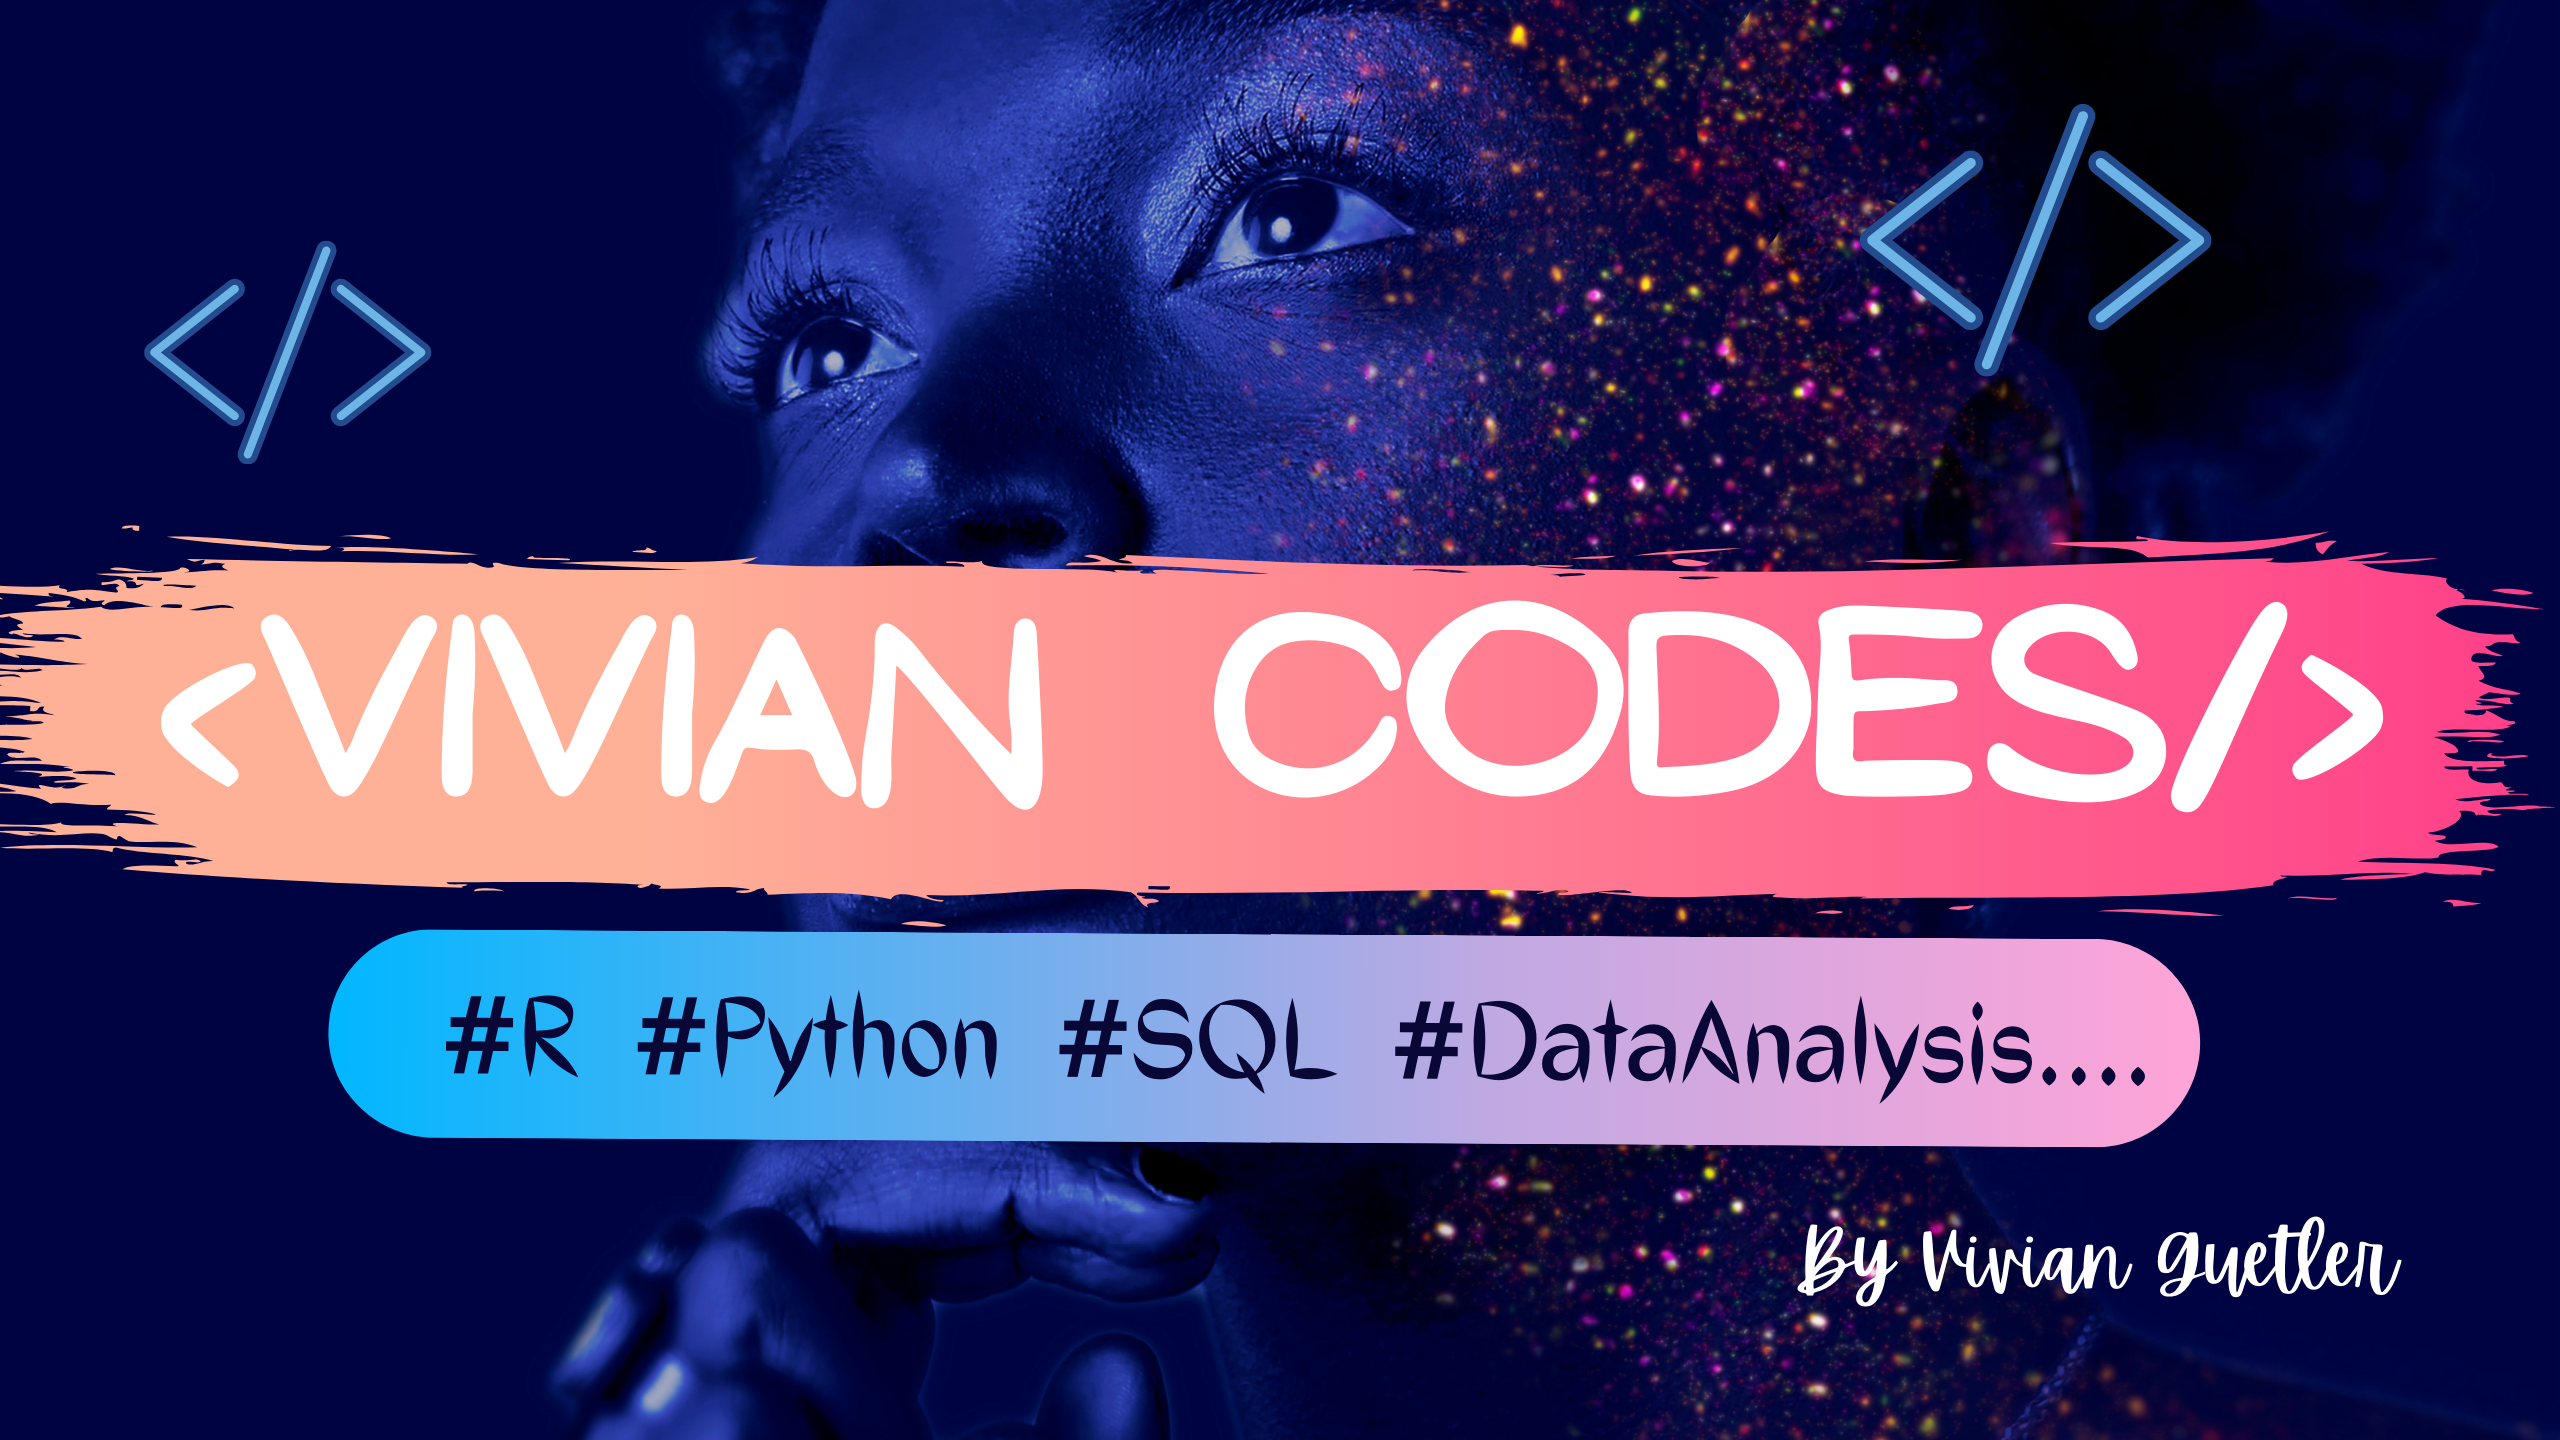 </>
</>
<VIVIAN CODES/>
#R #Python #SQL #DataAnalysis....
By Vivian Guetler